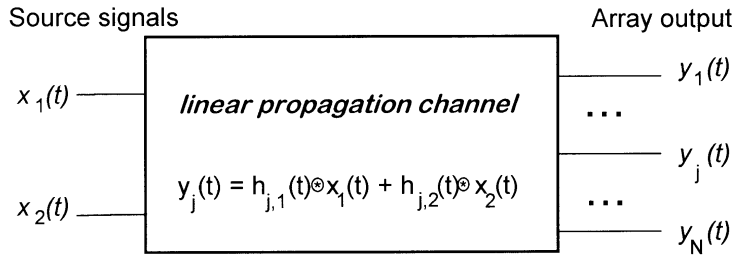 Source signals
Array output
x1(t)
linear propagation channel
y1(t)
...
yj(t)
yj(t) = hj,1(t)⊛x1(t) + hj,2(t)⊛x2(t)
x2(t)
...
yN(t)